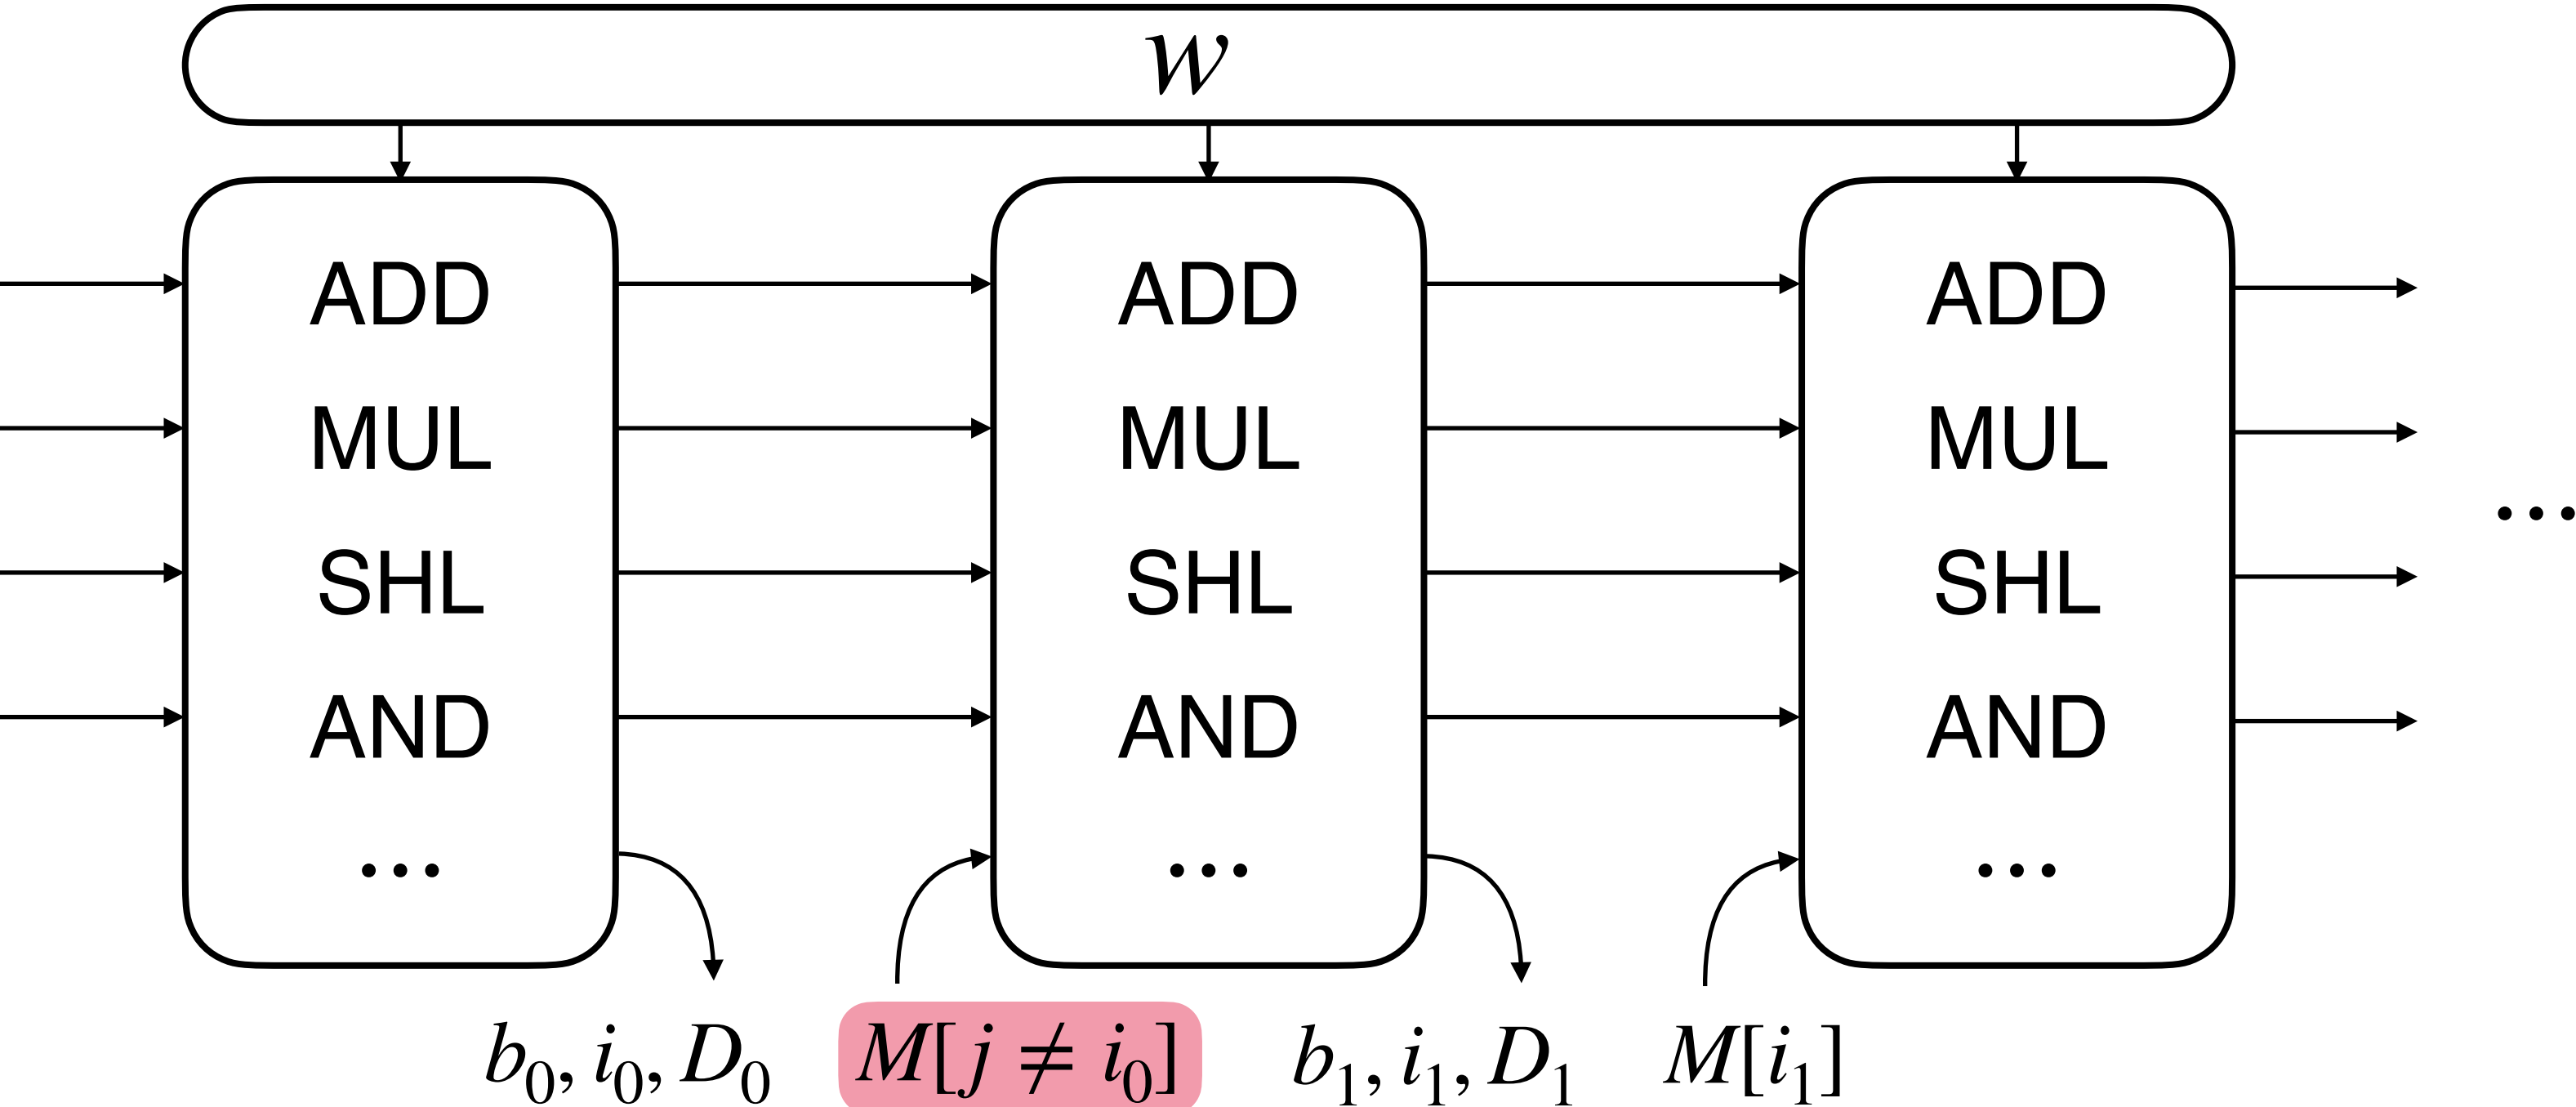 w
ADD ADD ADD
MUL MUL MUL
SHL SHL SHL
...
AND AND AND
... ... ...
b₀, i₀, D₀ M[j ≠ i₀] b₁, i₁, D₁ M[i₁]